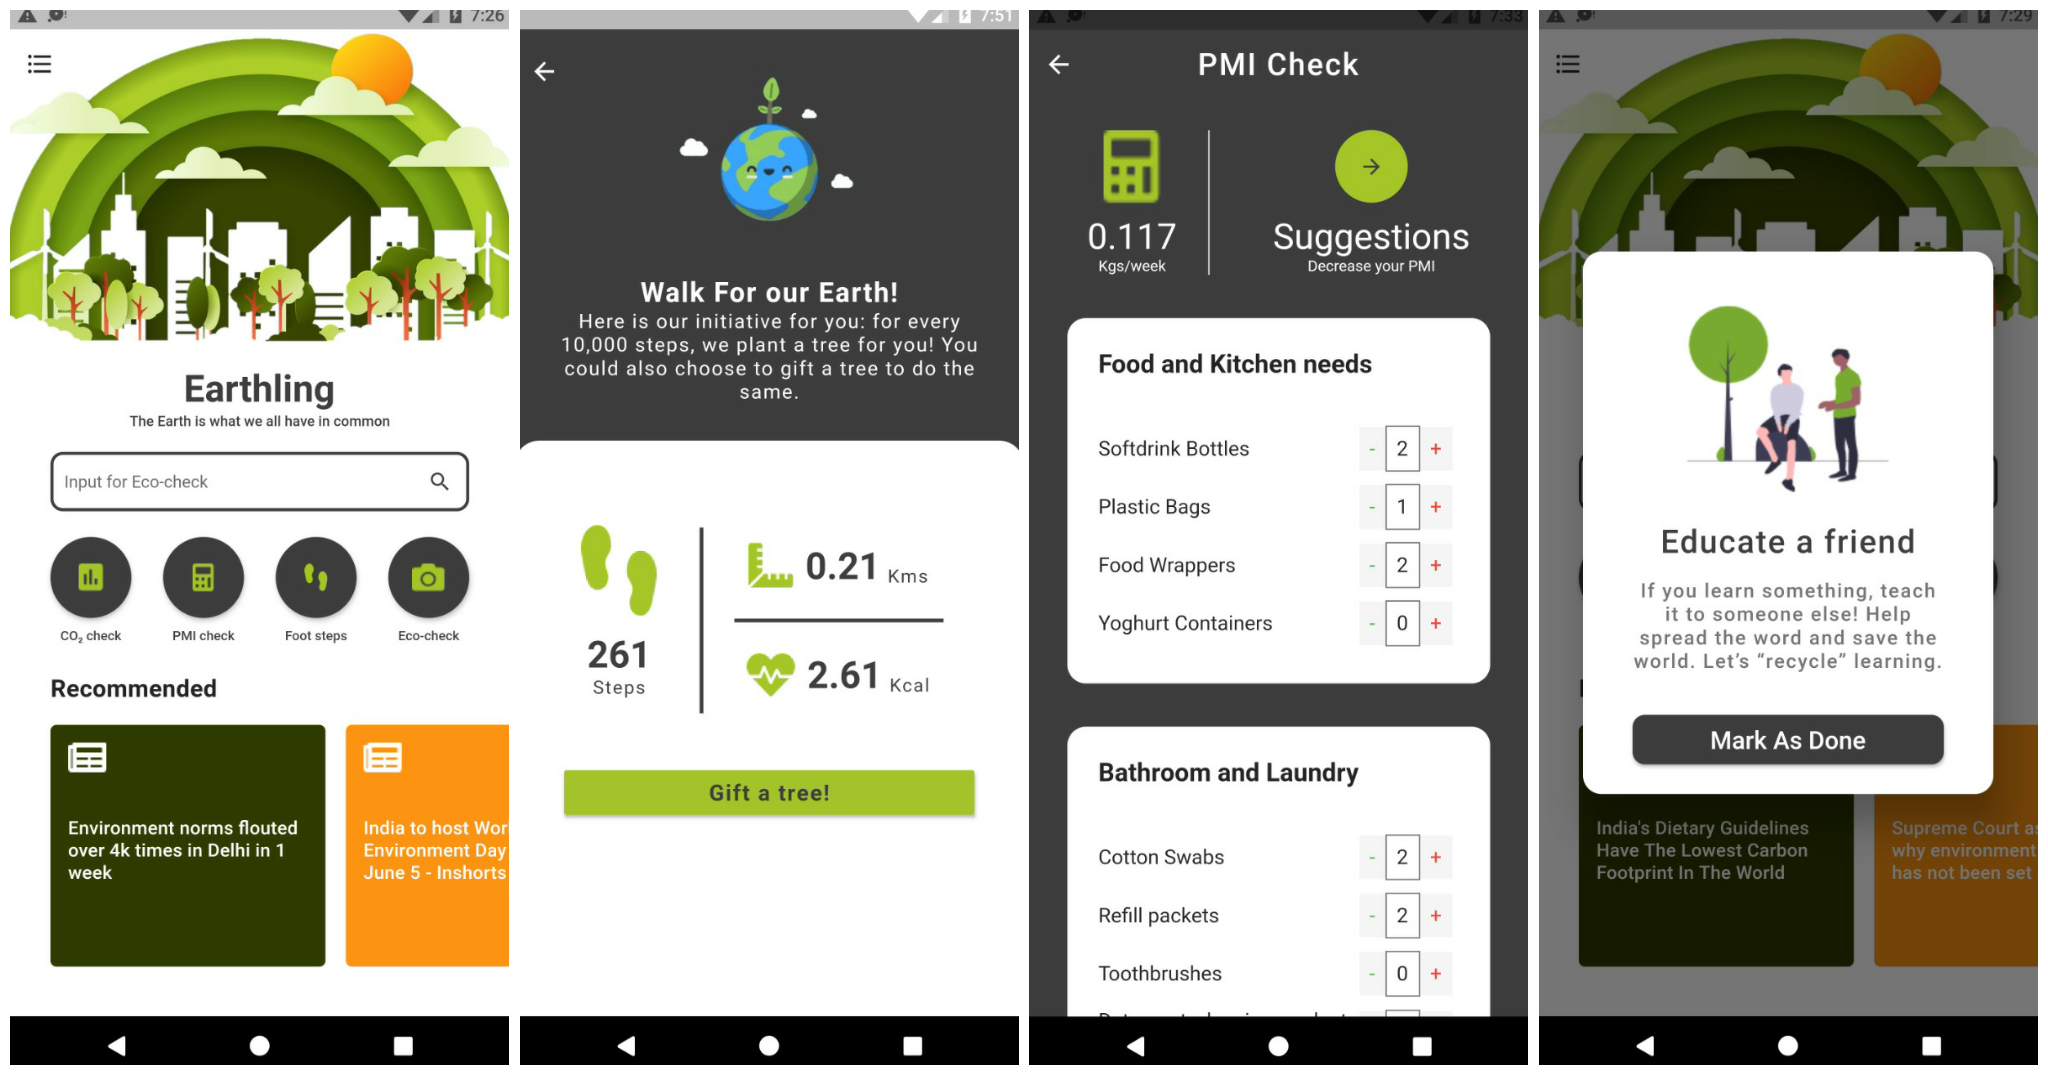 7:26
Earthling
The Earth is what we all have in common
Input for Eco-check
CO₂ check
PMI check
Foot steps
Eco-check
Recommended
Environment norms flouted
over 4k times in Delhi in 1
week
India to host Wor
Environment Day
June 5 - Inshorts
7:51
Walk For our Earth!
Here is our initiative for you: for every
10,000 steps, we plant a tree for you! You
could also choose to gift a tree to do the
same.
261
Steps
0.21 Kms
2.61 Kcal
Gift a tree!
7:33
PMI Check
0.117
Kgs/week
Suggestions
Decrease your PMI
Food and Kitchen needs
Softdrink Bottles - 2 +
Plastic Bags - 1 +
Food Wrappers - 2 +
Yoghurt Containers - 0 +
Bathroom and Laundry
Cotton Swabs - 2 +
Refill packets - 2 +
Toothbrushes - 0 +
7:29
Educate a friend
If you learn something, teach
it to someone else! Help
spread the word and save the
world. Let's “recycle” learning.
Mark As Done
India's Dietary Guidelines
Have The Lowest Carbon
Footprint In The World
Supreme Court as
why environment
has not been set